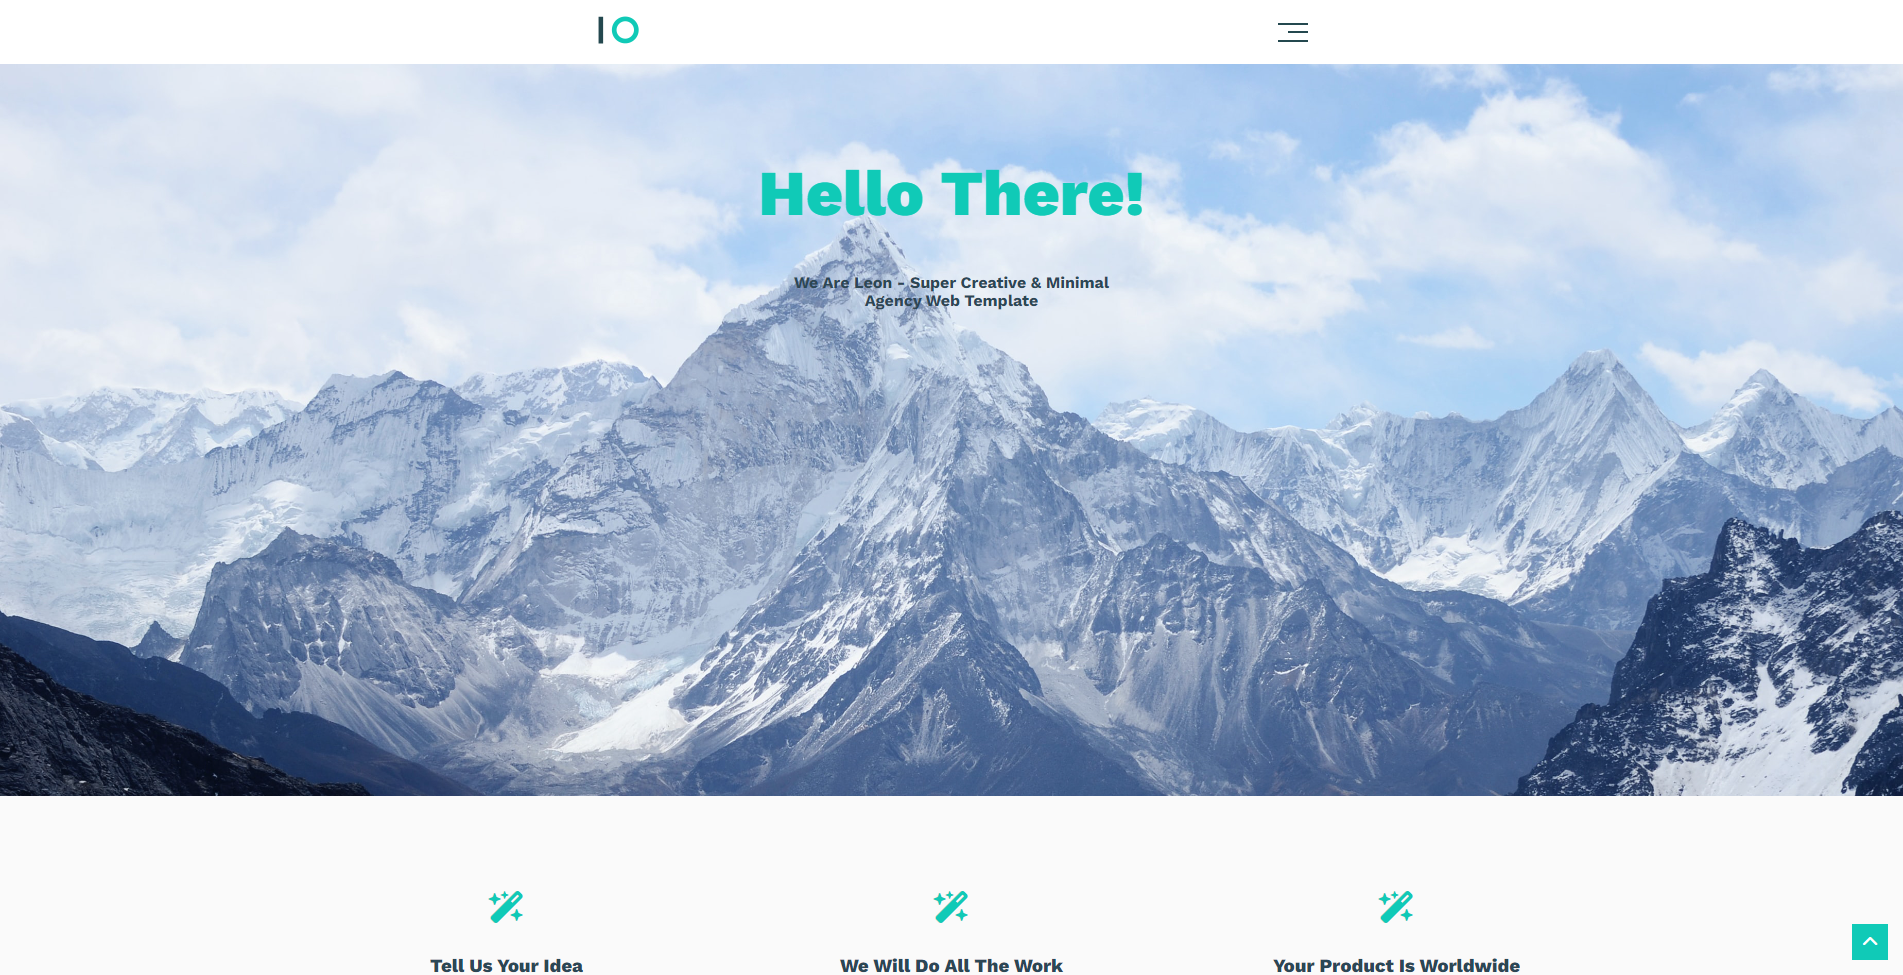 IO
Hello There!
We Are Leon - Super Creative & Minimal
Agency Web Template
Tell Us Your Idea
We Will Do All The Work
Your Product Is Worldwide